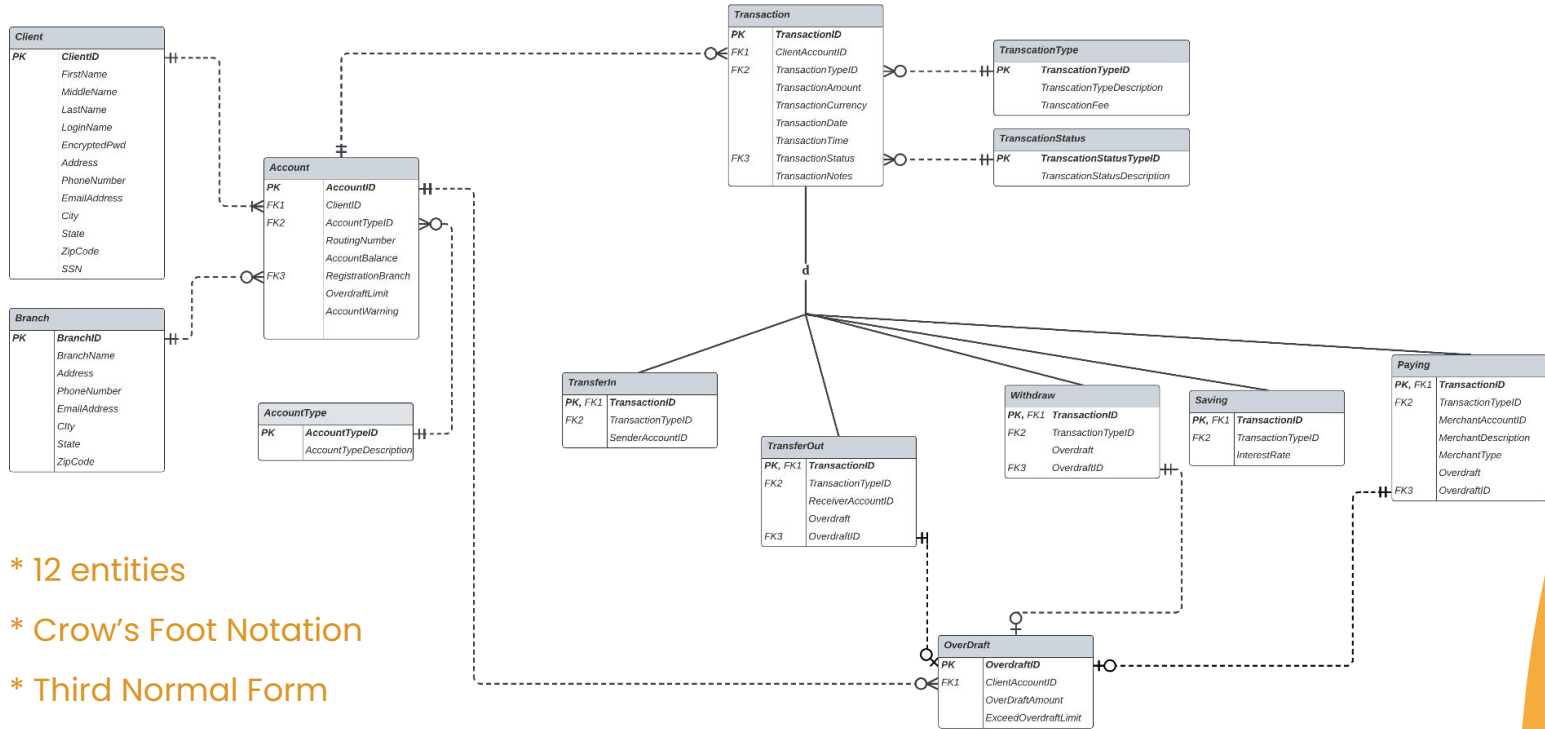 Client
PK ClientID
FirstName
MiddleName
LastName
LoginName
EncryptedPwd
Address
PhoneNumber
EmailAddress
City
State
ZipCode
SSN
Branch
PK BranchID
BranchName
Address
PhoneNumber
EmailAddress
CIty
State
ZipCode
Account
PK AccountID
FK1 ClientID
FK2 AccountTypeID
RoutingNumber
AccountBalance
FK3 RegistrationBranch
OverdraftLimit
AccountWarning
AccountType
PK AccountTypeID
AccountTypeDescription
Transaction
PK TransactionID
FK1 ClientAccountID
FK2 TransactionTypeID
TransactionAmount
TransactionCurrency
TransactionDate
TransactionTime
FK3 TransactionStatus
TransactionNotes
TranscationType
PK TranscationTypeID
TranscationTypeDescription
TranscationFee
TranscationStatus
PK TranscationStatusTypeID
TranscationStatusDescription
d
TransferIn
PK, FK1 TransactionID
FK2 TransactionTypeID
SenderAccountID
TransferOut
PK, FK1 TransactionID
FK2 TransactionTypeID
ReceiverAccountID
Overdraft
FK3 OverdraftID
Withdraw
PK, FK1 TransactionID
FK2 TransactionTypeID
Overdraft
FK3 OverdraftID
Saving
PK, FK1 TransactionID
FK2 TransactionTypeID
InterestRate
Paying
PK, FK1 TransactionID
FK2 TransactionTypeID
MerchantAccountID
MerchantDescription
MerchantType
Overdraft
FK3 OverdraftID
OverDraft
PK OverdraftID
FK1 ClientAccountID
OverDraftAmount
ExceedOverdraftLimit
* 12 entities
* Crow's Foot Notation
* Third Normal Form